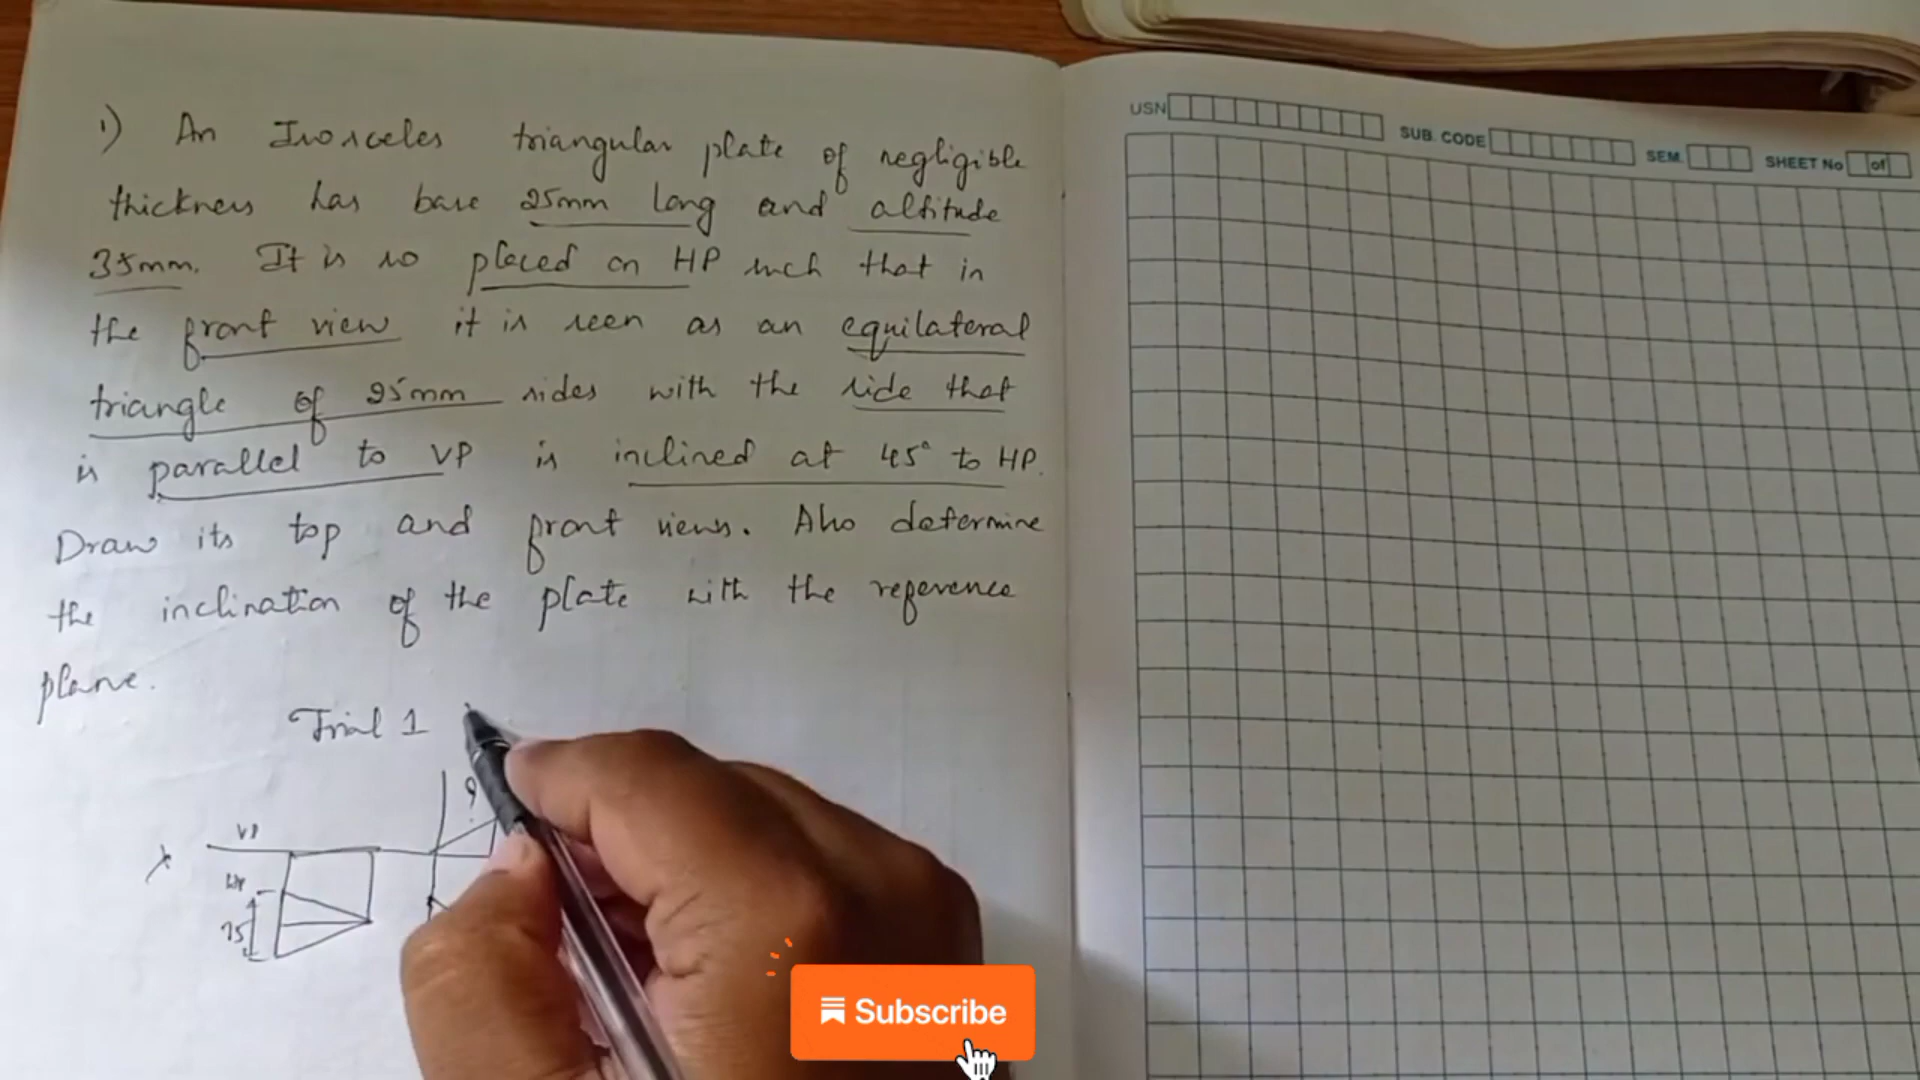 1) An Isosceles triangular plate of negligible
thickness has base 25mm long and altitude
35mm. It is so placed on HP such that in
the front view it is seen as an equilateral
triangle of 25mm sides with the side that
is parallel to VP is inclined at 45° to HP.
Draw its top and front views. Also determine
the inclination of the plate with the reference
plane.
Trial 1
X
VP
HP
25
USN
SUB. CODE
SEM.
SHEET No
of
Subscribe